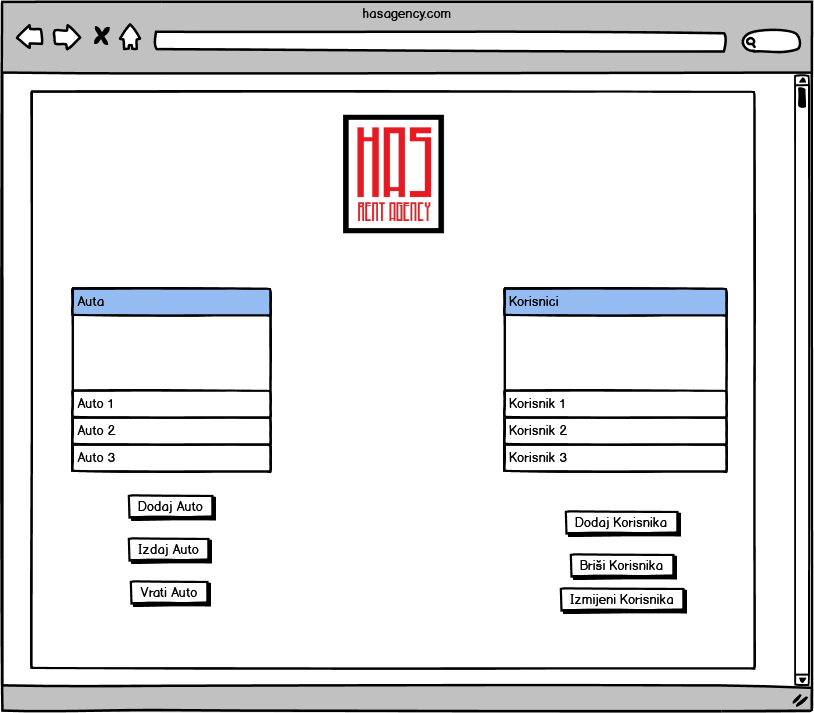 hasagency.com
HAS
RENT AGENCY
Auta
Auto 1
Auto 2
Auto 3
Dodaj Auto
Izdaj Auto
Vrati Auto
Korisnici
Korisnik 1
Korisnik 2
Korisnik 3
Dodaj Korisnika
Briši Korisnika
Izmijeni Korisnika